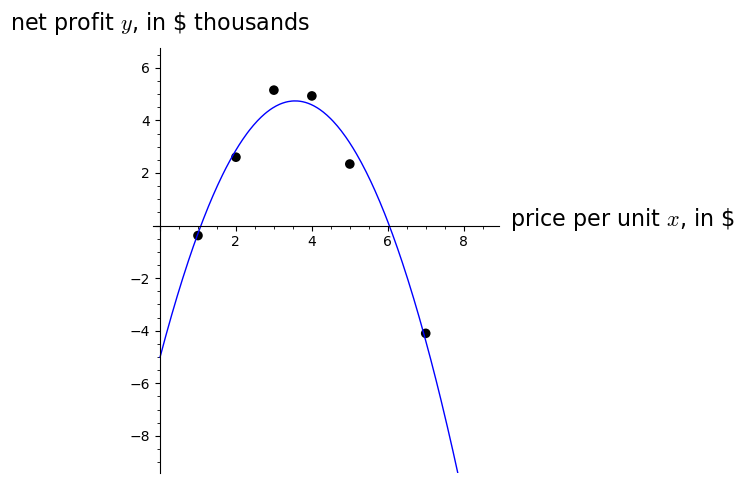 net profit y, in $ thousands
6
4
2
price per unit x, in $
2 4 6 8
−2
−4
−6
−8